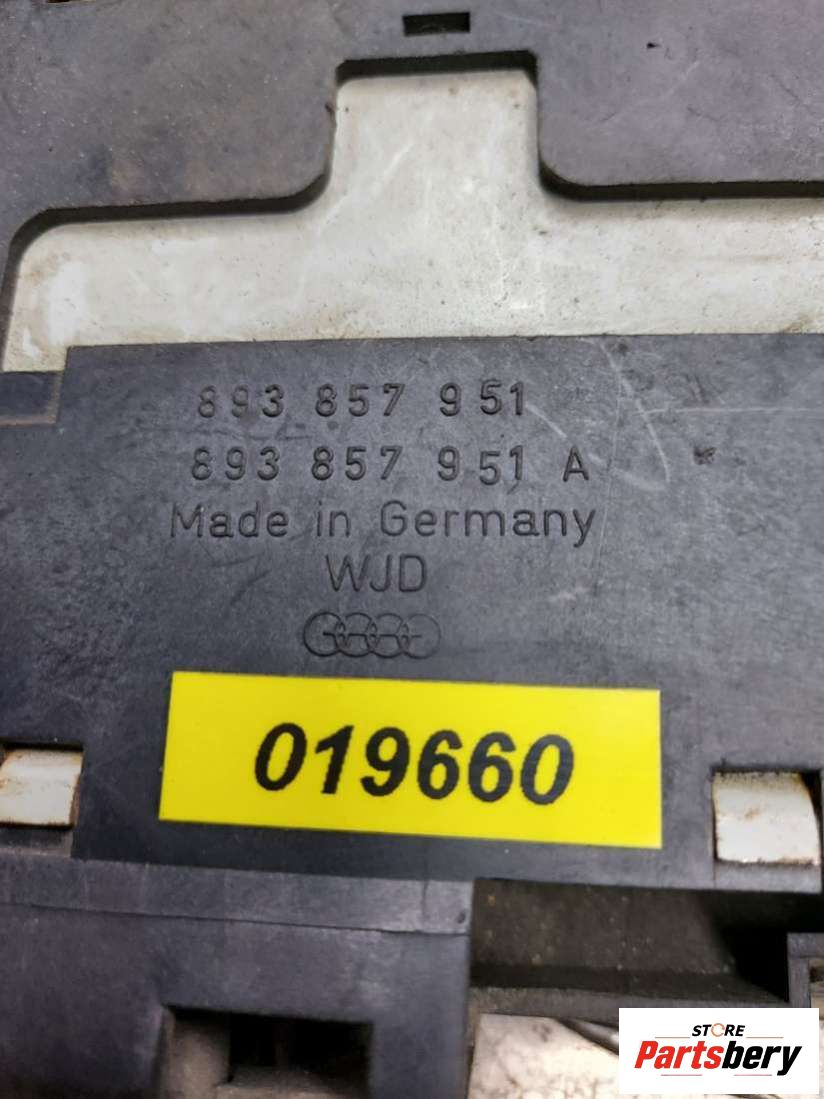 893 857 951
893 857 951 A
Made in Germany
WJD
019660
STORE
Partsbery